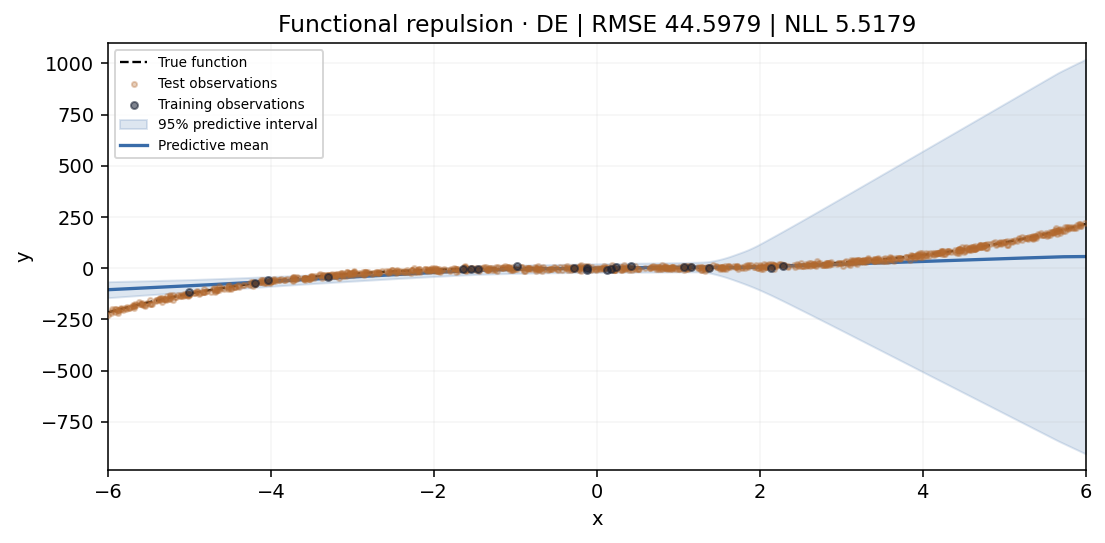 Functional repulsion · DE | RMSE 44.5979 | NLL 5.5179
True function
Test observations
Training observations
95% predictive interval
Predictive mean
1000
750
500
250
0
−250
−500
−750
y
−6
−4
−2
0
2
4
6
x